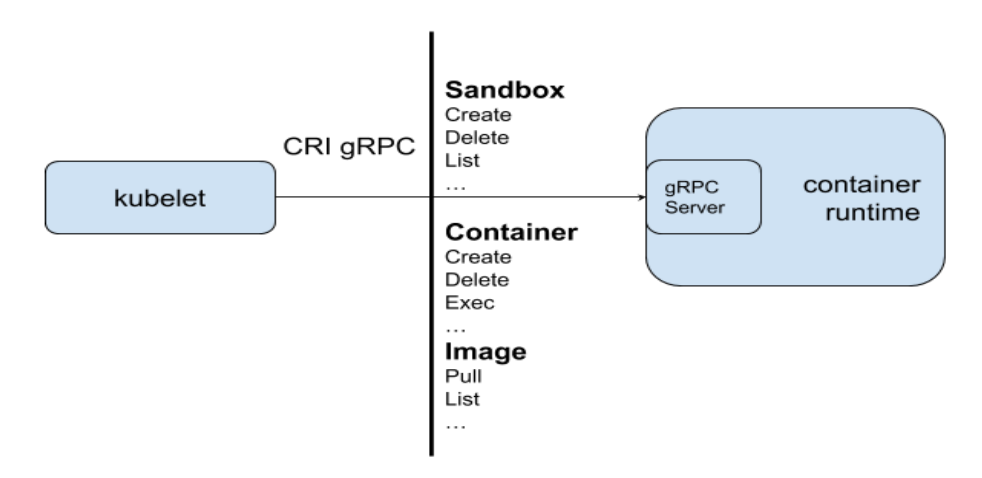 kubelet
CRI gRPC
Sandbox
Create
Delete
List
…
Container
Create
Delete
Exec
…
Image
Pull
List
…
gRPC
Server
container
runtime